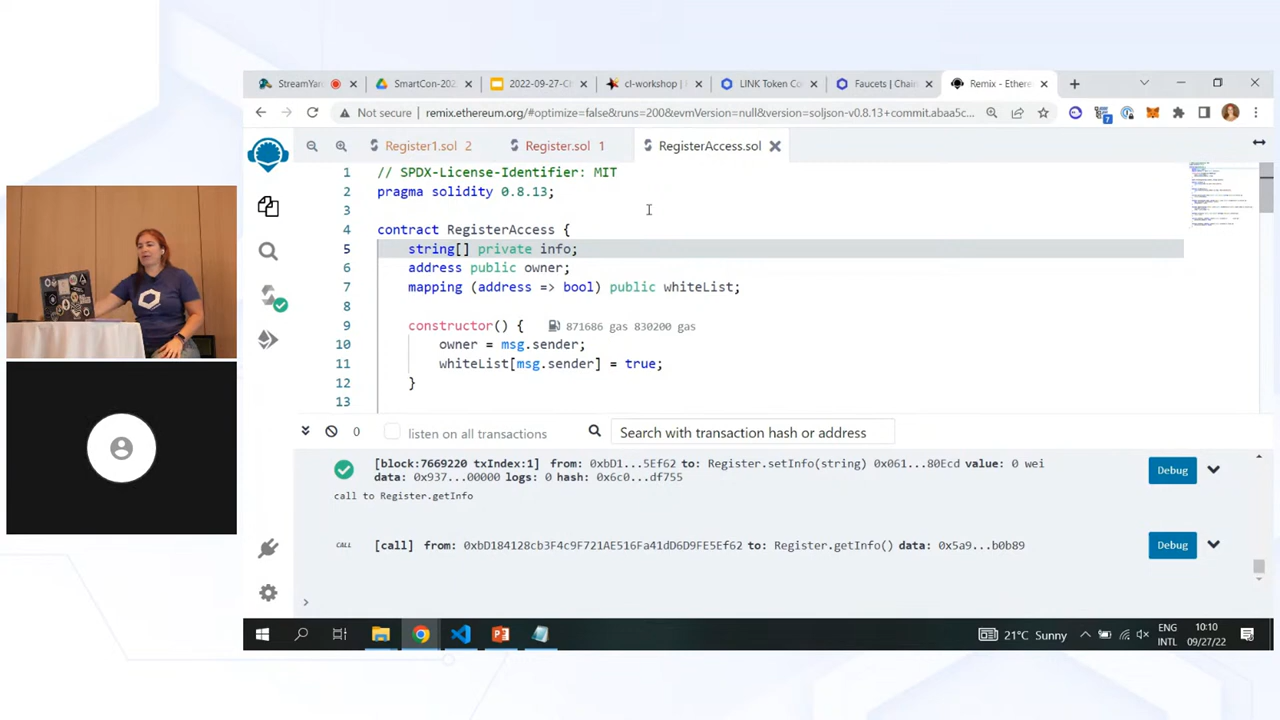 StreamYar
SmartCon-202
2022-09-27-Ch
cl-workshop |
LINK Token Co
Faucets | Chain
Remix - Ethere
Not secure
remix.ethereum.org/#optimize=false&runs=200&evmVersion=null&version=soljson-v0.8.13+commit.abaa5c...
7
Register1.sol 2
Register.sol 1
RegisterAccess.sol
1 // SPDX-License-Identifier: MIT
2 pragma solidity 0.8.13;
3
4 contract RegisterAccess {
5 string[] private info;
6 address public owner;
7 mapping (address => bool) public whiteList;
8
9 constructor() { 871686 gas 830200 gas
10 owner = msg.sender;
11 whiteList[msg.sender] = true;
12 }
13
0
listen on all transactions
Search with transaction hash or address
[block:7669220 txIndex:1] from: 0xbD1...5Ef62 to: Register.setInfo(string) 0x061...80Ecd value: 0 wei
data: 0x937...00000 logs: 0 hash: 0x6c0...df755
Debug
call to Register.getInfo
CALL [call] from: 0xbD184128cb3F4c9F721AE516Fa41dD6D9FE5Ef62 to: Register.getInfo() data: 0x5a9...b0b89
Debug
>
21°C Sunny
ENG
INTL
10:10
09/27/22